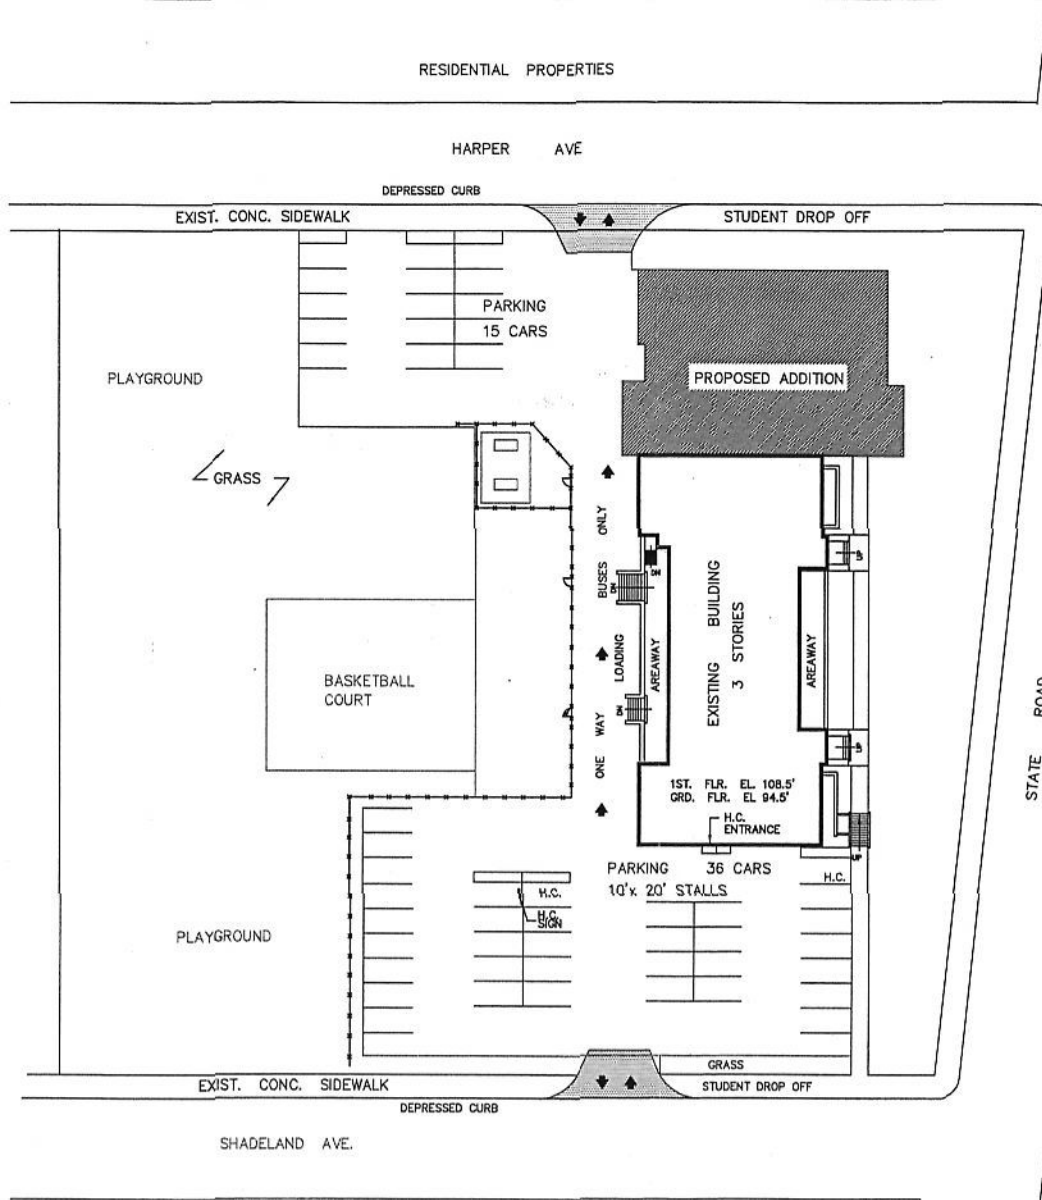 RESIDENTIAL PROPERTIES
HARPER AVE
DEPRESSED CURB
EXIST. CONC. SIDEWALK
STUDENT DROP OFF
PARKING
15 CARS
PLAYGROUND
PROPOSED ADDITION
GRASS
BUSES ONLY
DN
DN
UP
LOADING
AREAWAY
EXISTING BUILDING
3 STORIES
AREAWAY
BASKETBALL
COURT
DN
ONE WAY
UP
STATE ROAD
1ST. FLR. EL. 108.5'
GRD. FLR. EL 94.5'
H.C.
ENTRANCE
UP
PARKING 36 CARS
10'x 20' STALLS
H.C.
H.C.
H.C.
SIGN
PLAYGROUND
GRASS
EXIST. CONC. SIDEWALK
STUDENT DROP OFF
DEPRESSED CURB
SHADELAND AVE.